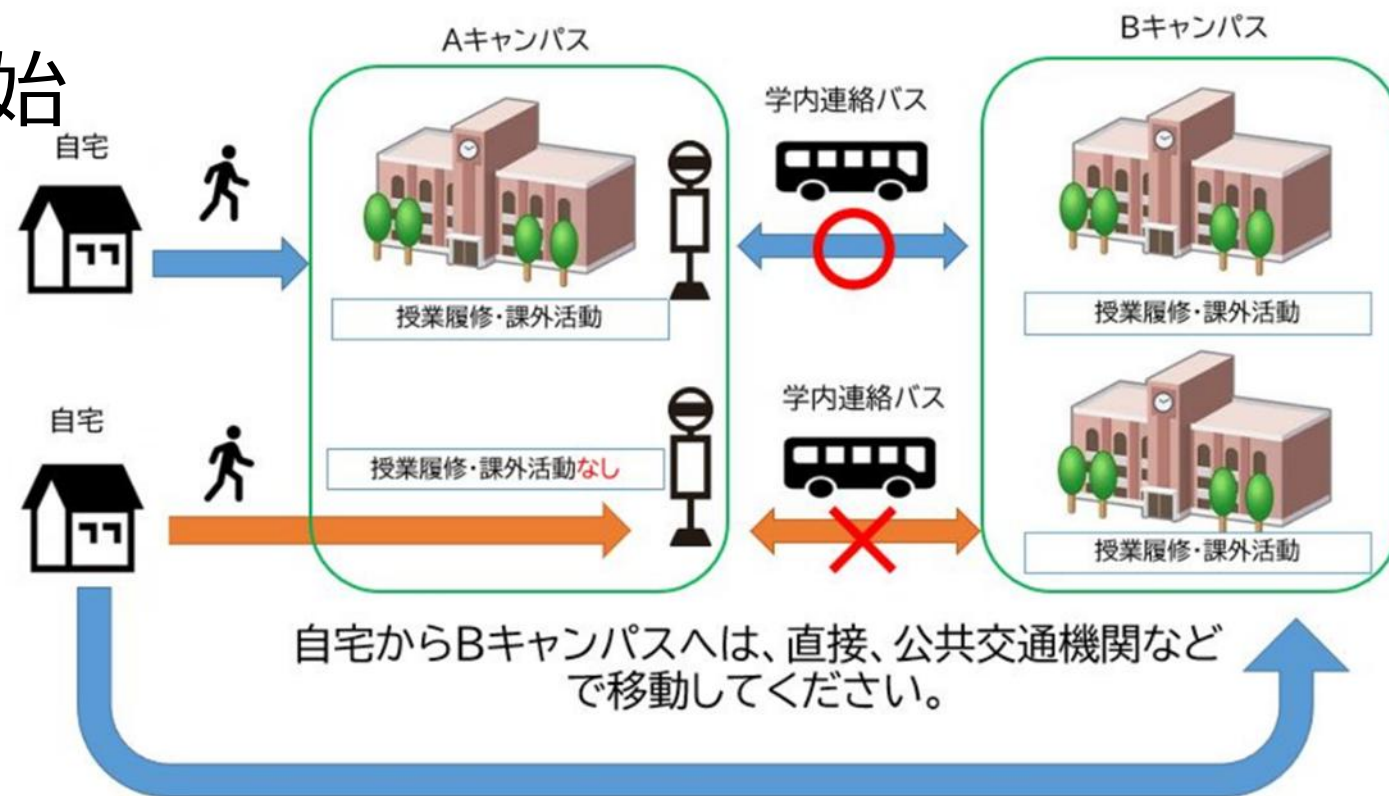 始
Aキャンパス
Bキャンパス
自宅
学内連絡バス
授業履修・課外活動
授業履修・課外活動
自宅
学内連絡バス
授業履修・課外活動なし
授業履修・課外活動
自宅からBキャンパスへは、直接、公共交通機関など
で移動してください。